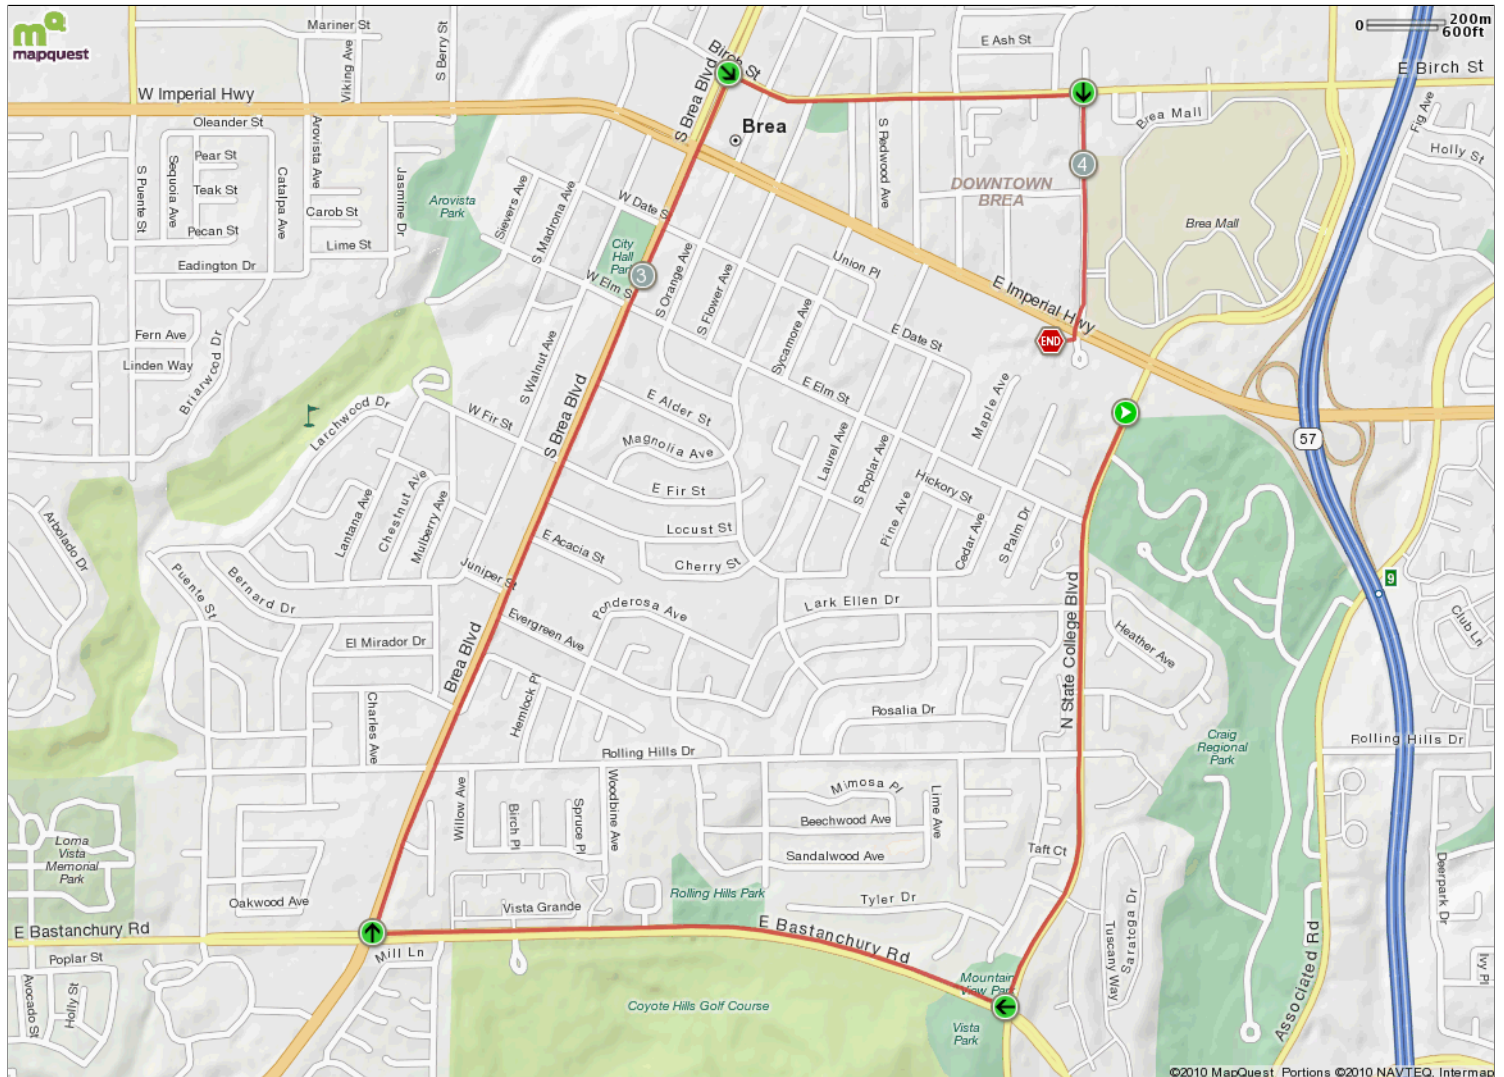 mQ
mapquest
Mariner St
Viking Ave
S Berry St
Birch St
S Brea Blvd
E Ash St
0
200m
600ft
E Birch St
W Imperial Hwy
Oleander St
Brea
Brea Mall
Fig Ave
Holly St
S Puente St
Sequoia Ave
Pear St
Teak St
Pecan St
Catalpa Ave
Arovista Ave
Carob St
Lime St
Jasmine Dr
Eadington Dr
Arovista
Park
Sievers Ave
S Madrona Ave
W Date S
City
Hall
Par
W Elm S
3
S Orange Ave
S Flower Ave
Union Pl
S Redwood Ave
DOWNTOWN
BREA
4
Brea Mall
E Imperial Hwy
END
Fern Ave
Linden Way
Briarwood Dr
Larchwood Dr
W Fir St
S Walnut Ave
S Brea Blvd
Sycamore Ave
E Date St
E Elm St
E Alder St
Magnolia Ave
E Fir St
Locust St
Cherry St
E Acacia St
Laurel Ave
S Poplar Ave
Maple Ave
Hickory St
Pine Ave
Cedar Ave
S Palm Dr
57
9
Arbolado Dr
Lantana Ave
Chestnut Ave
Mulberry Ave
Puente St
Bernard Dr
El Mirador Dr
Juniper St
Evergreen Ave
Ponderosa Ave
Lark Ellen Dr
N State College Blvd
Heather Ave
Club Ln
Brea Blvd
Charles Ave
Hemlock Pl
Rosalia Dr
Rolling Hills Dr
Craig
Regional
Park
Rolling Hills Dr
Willow Ave
Birch Pl
Spruce Pl
Woodbine Ave
Mimosa Pl
Beechwood Ave
Sandalwood Ave
Lime Ave
Taft Ct
Loma
Vista
Memorial
Park
Oakwood Ave
Vista Grande
Rolling Hills Park
Tyler Dr
Tuscany Way
Saratoga Dr
Deerpark Dr
E Bastanchury Rd
E Bastanchury Rd
Poplar St
Mill Ln
Avocado St
Holly St
Coyote Hills Golf Course
Mountain
View Park
Vista
Park
Associated Rd
Ivy Pl
©2010 MapQuest Portions ©2010 NAVTEQ, Intermap